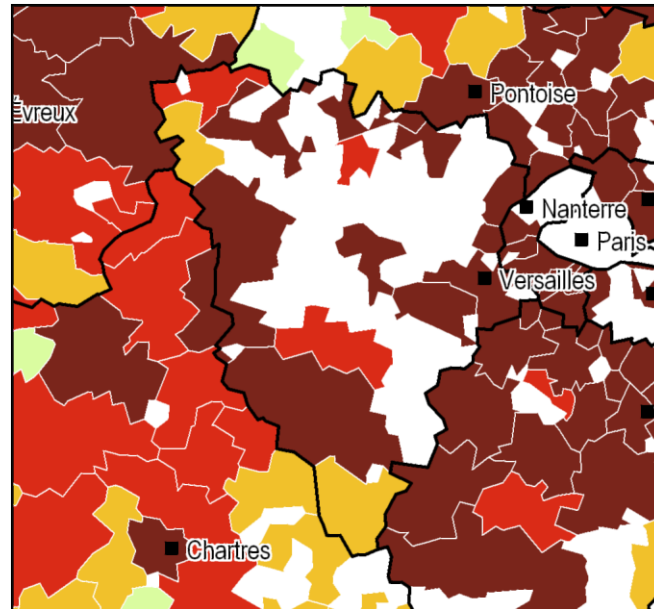 Pontoise
Évreux
Nanterre
Paris
Versailles
Chartres